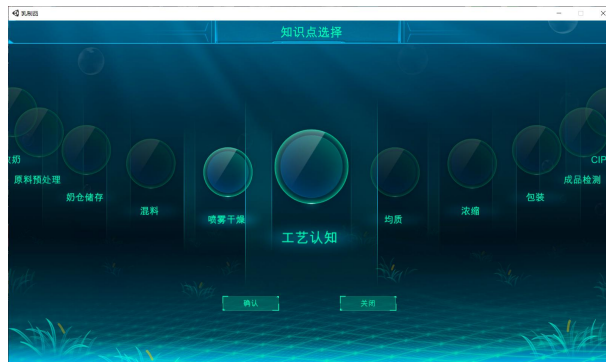 知识点选择
奶
CIP
原料预处理
成品检测
奶仓储存
包装
混料
浓缩
喷雾干燥
均质
工艺认知
确认
关闭